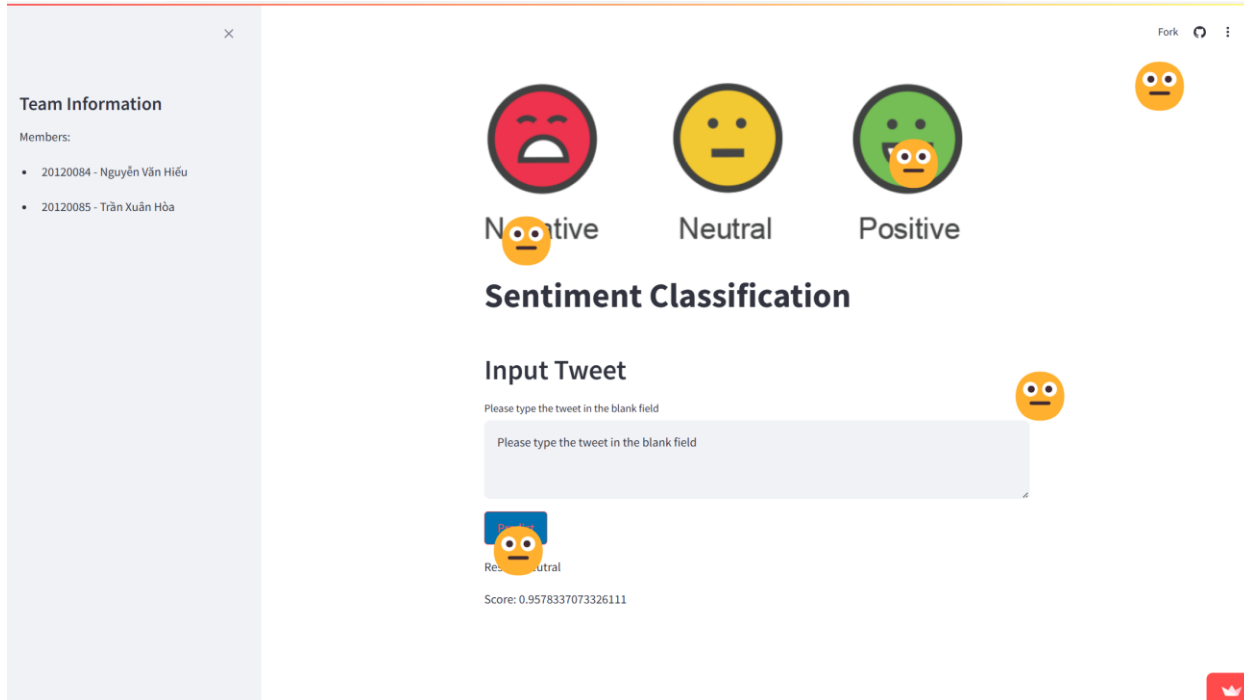 Fork
Team Information
Members:
• 20120084 - Nguyễn Văn Hiếu
• 20120085 - Trần Xuân Hòa
Neutral Positive
Sentiment Classification
Input Tweet
Please type the tweet in the blank field
Please type the tweet in the blank field
Score: 0.9578337073326111